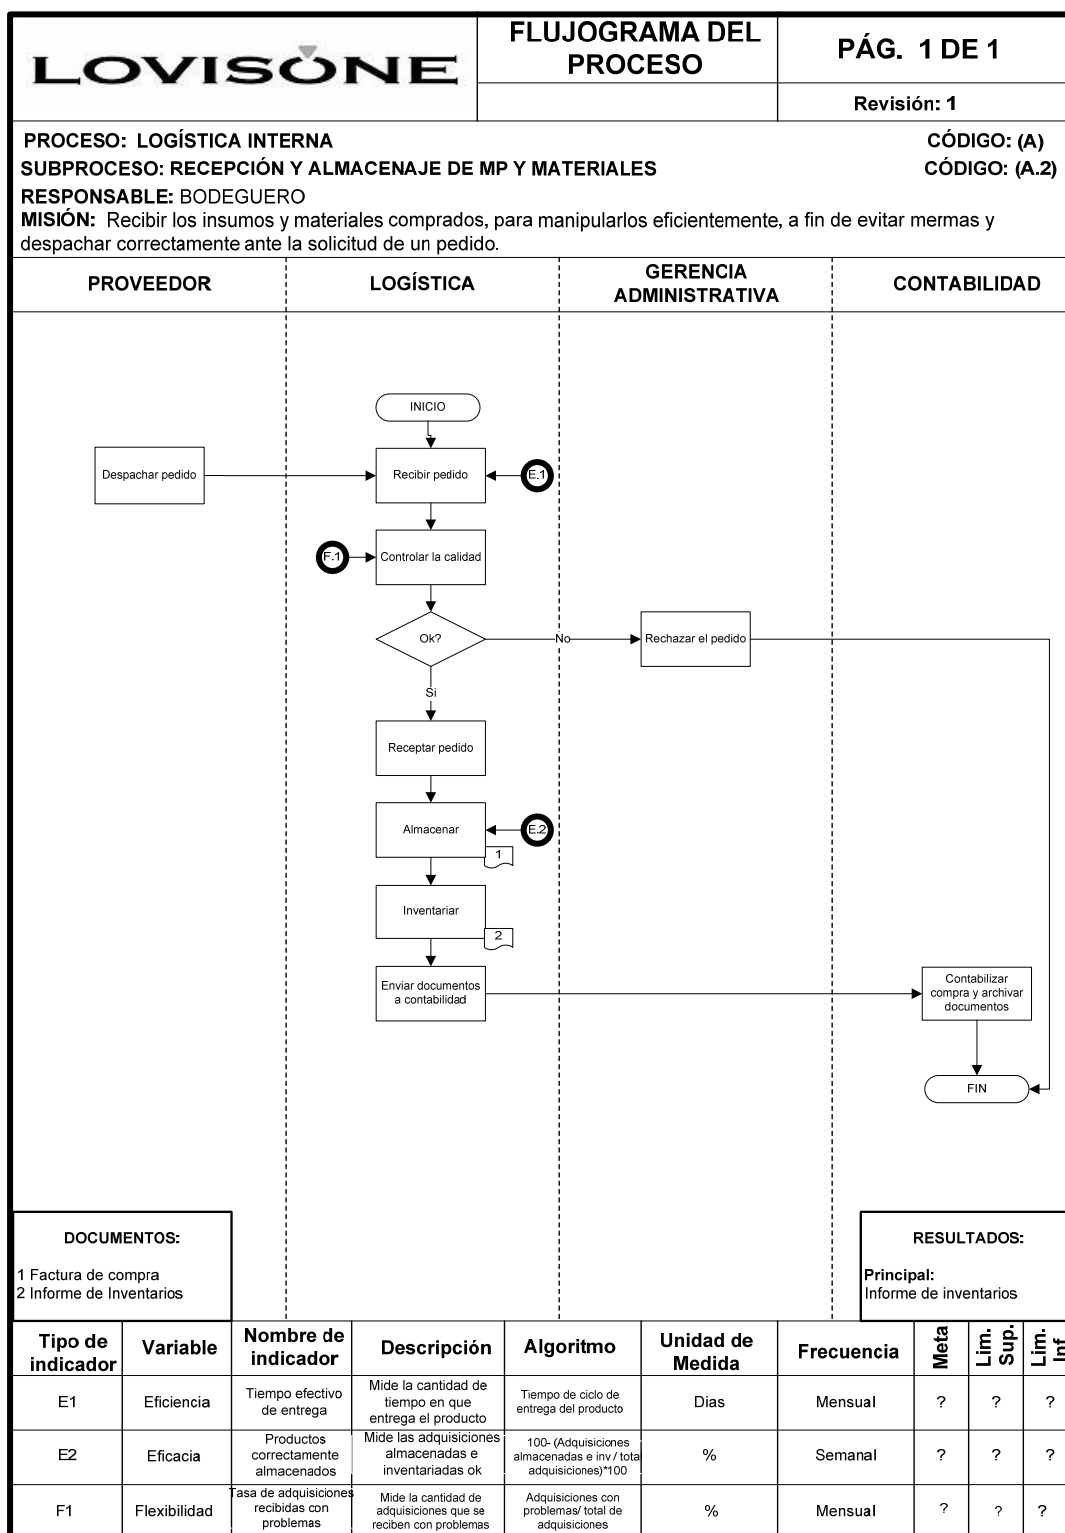 LOVISONE
FLUJOGRAMA DEL
PROCESO
PÁG. 1 DE 1
Revisión: 1
PROCESO: LOGÍSTICA INTERNA
CÓDIGO: (A)
SUBPROCESO: RECEPCIÓN Y ALMACENAJE DE MP Y MATERIALES
CÓDIGO: (A.2)
RESPONSABLE: BODEGUERO
MISIÓN: Recibir los insumos y materiales comprados, para manipularlos eficientemente, a fin de evitar mermas y
despachar correctamente ante la solicitud de un pedido.
PROVEEDOR
LOGÍSTICA
GERENCIA
ADMINISTRATIVA
CONTABILIDAD
INICIO
Despachar pedido
Recibir pedido
E.1
F.1
Controlar la calidad
Ok?
No
Rechazar el pedido
Si
Receptar pedido
Almacenar
E.2
1
Inventariar
2
Enviar documentos
a contabilidad
Contabilizar
compra y archivar
documentos
FIN
DOCUMENTOS:
1 Factura de compra
2 Informe de Inventarios
RESULTADOS:
Principal:
Informe de inventarios
Tipo de
indicador
Variable
Nombre de
indicador
Descripción
Algoritmo
Unidad de
Medida
Frecuencia
Meta
Lim.
Sup.
Lim.
Inf
E1
Eficiencia
Tiempo efectivo
de entrega
Mide la cantidad de
tiempo en que
entrega el producto
Tiempo de ciclo de
entrega del producto
Dias
Mensual
?
?
?
E2
Eficacia
Productos
correctamente
almacenados
Mide las adquisiciones
almacenadas e
inventariadas ok
100- (Adquisiciones
almacenadas e inv / total
adquisiciones)*100
%
Semanal
?
?
?
F1
Flexibilidad
Tasa de adquisiciones
recibidas con
problemas
Mide la cantidad de
adquisiciones que se
reciben con problemas
Adquisiciones con
problemas/ total de
adquisiciones
%
Mensual
?
?
?